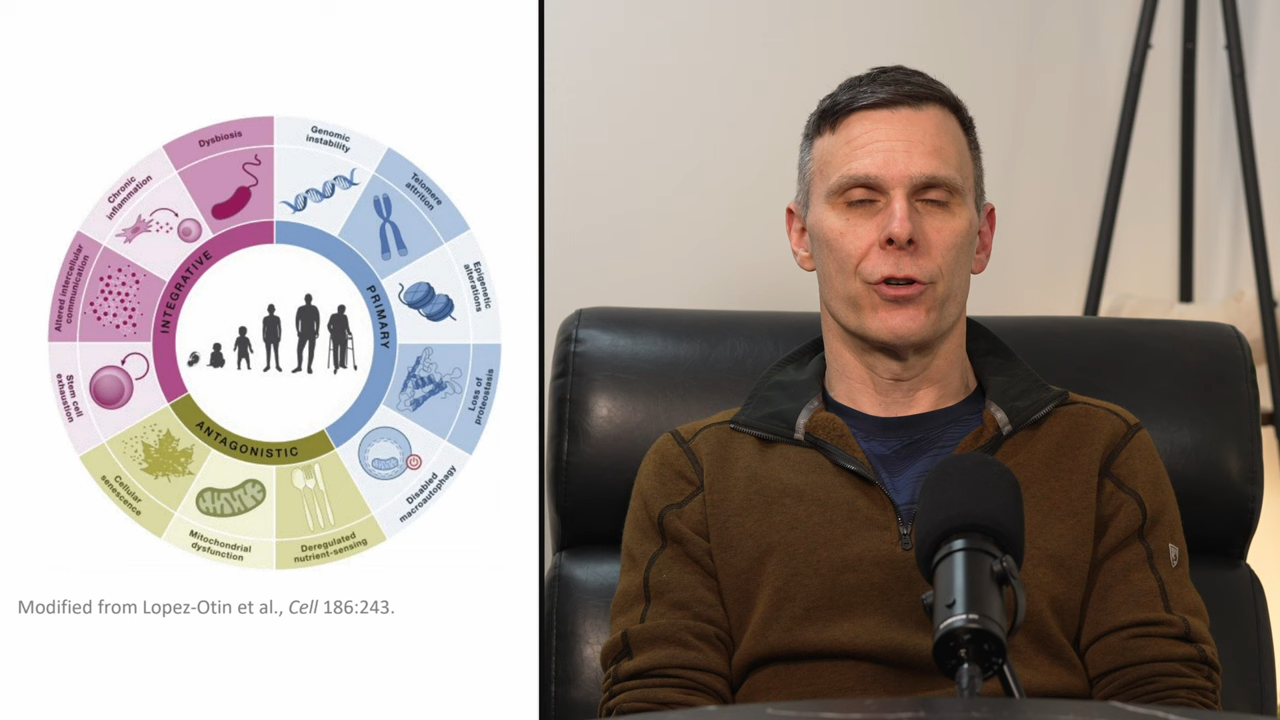 Dysbiosis
Genomic
instability
Telomere
attrition
Epigenetic
alterations
Loss of
proteostasis
Disabled
macroautophagy
Deregulated
nutrient-sensing
Mitochondrial
dysfunction
Cellular
senescence
Stem cell
exhaustion
Altered intercellular
communication
Chronic
inflammation
INTEGRATIVE
PRIMARY
ANTAGONISTIC
Modified from Lopez-Otin et al., Cell 186:243.